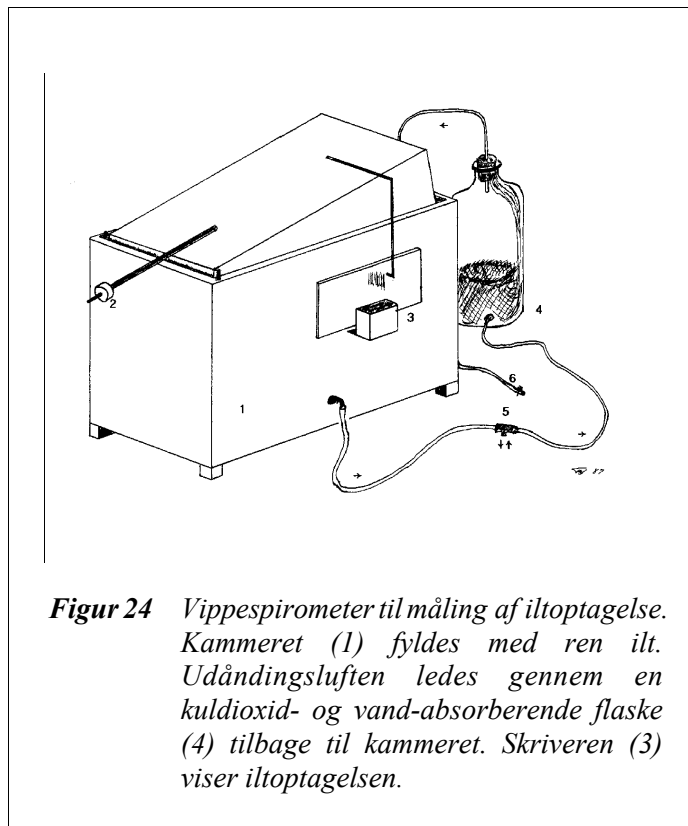 4
2
3
6
5
1
87
Figur 24 Vippespirometer til måling af iltoptagelse.
Kammeret (1) fyldes med ren ilt.
Udåndingsluften ledes gennem en
kuldioxid- og vand-absorberende flaske
(4) tilbage til kammeret. Skriveren (3)
viser iltoptagelsen.